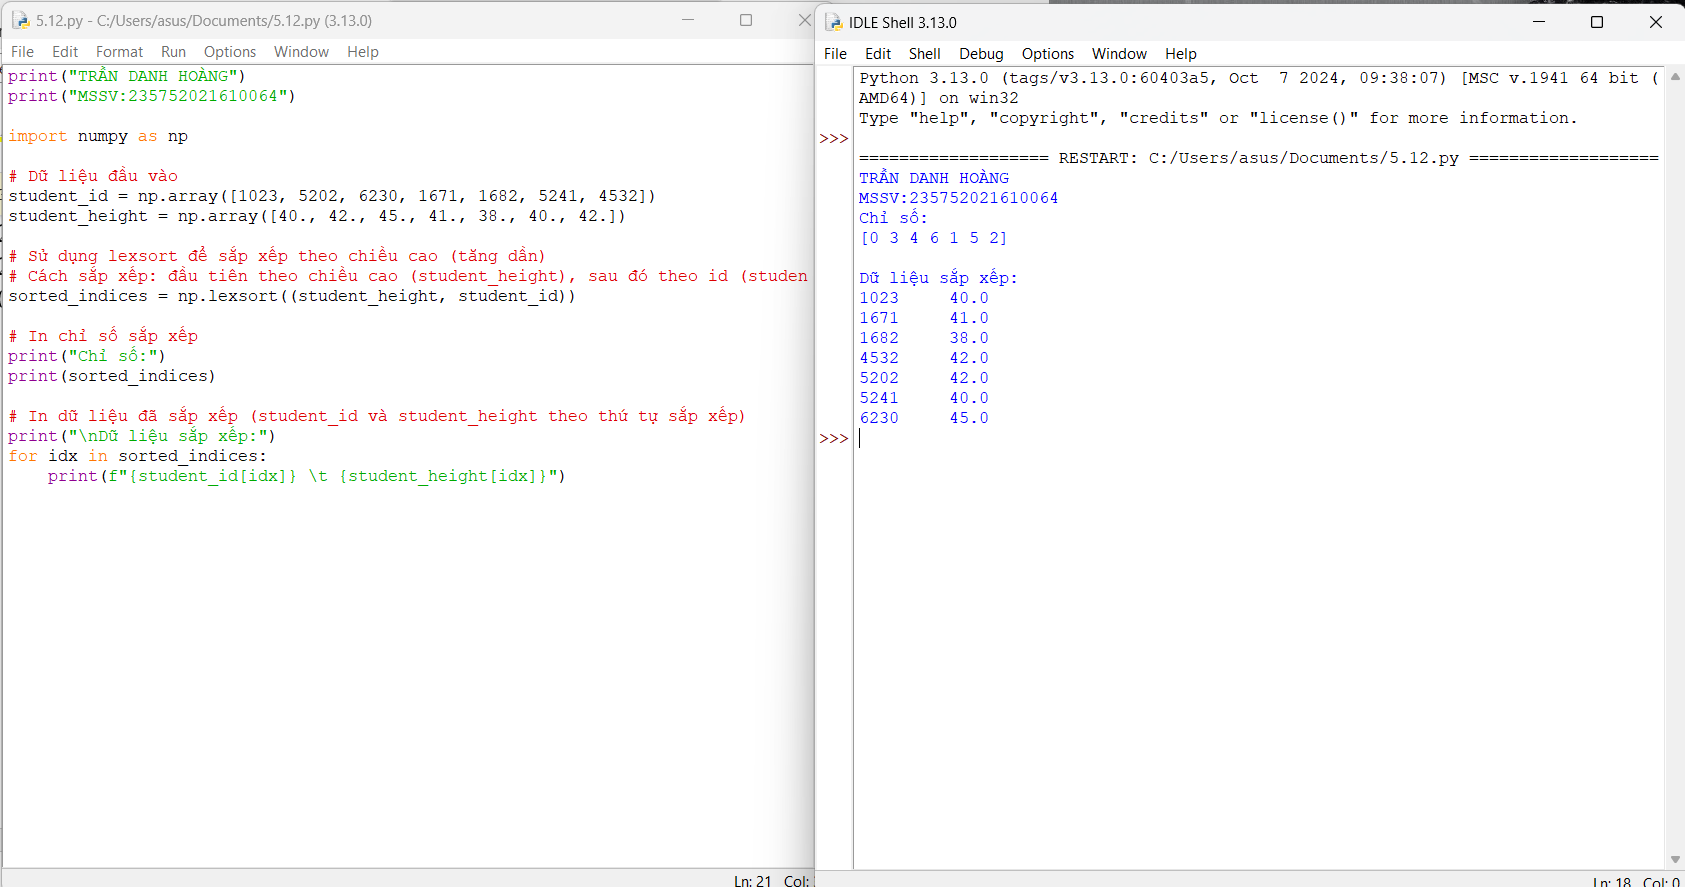 5.12.py - C:/Users/asus/Documents/5.12.py (3.13.0)
File Edit Format Run Options Window Help
print("TRẦN DANH HOÀNG")
print("MSSV:235752021610064")
import numpy as np
# Dữ liệu đầu vào
student_id = np.array([1023, 5202, 6230, 1671, 1682, 5241, 4532])
student_height = np.array([40., 42., 45., 41., 38., 40., 42.])
# Sử dụng lexsort để sắp xếp theo chiều cao (tăng dần)
# Cách sắp xếp: đầu tiên theo chiều cao (student_height), sau đó theo id (studen
sorted_indices = np.lexsort((student_height, student_id))
# In chỉ số sắp xếp
print("Chỉ số:")
print(sorted_indices)
# In dữ liệu đã sắp xếp (student_id và student_height theo thứ tự sắp xếp)
print("\nDữ liệu sắp xếp:")
for idx in sorted_indices:
    print(f"{student_id[idx]} \t {student_height[idx]}")
Ln: 21 Col:
IDLE Shell 3.13.0
File Edit Shell Debug Options Window Help
Python 3.13.0 (tags/v3.13.0:60403a5, Oct  7 2024, 09:38:07) [MSC v.1941 64 bit (
AMD64)] on win32
Type "help", "copyright", "credits" or "license()" for more information.
>>>
=================== RESTART: C:/Users/asus/Documents/5.12.py ===================
TRẦN DANH HOÀNG
MSSV:235752021610064
Chỉ số:
[0 3 4 6 1 5 2]
Dữ liệu sắp xếp:
1023     40.0
1671     41.0
1682     38.0
4532     42.0
5202     42.0
5241     40.0
6230     45.0
>>>
Ln: 18 Col: 0